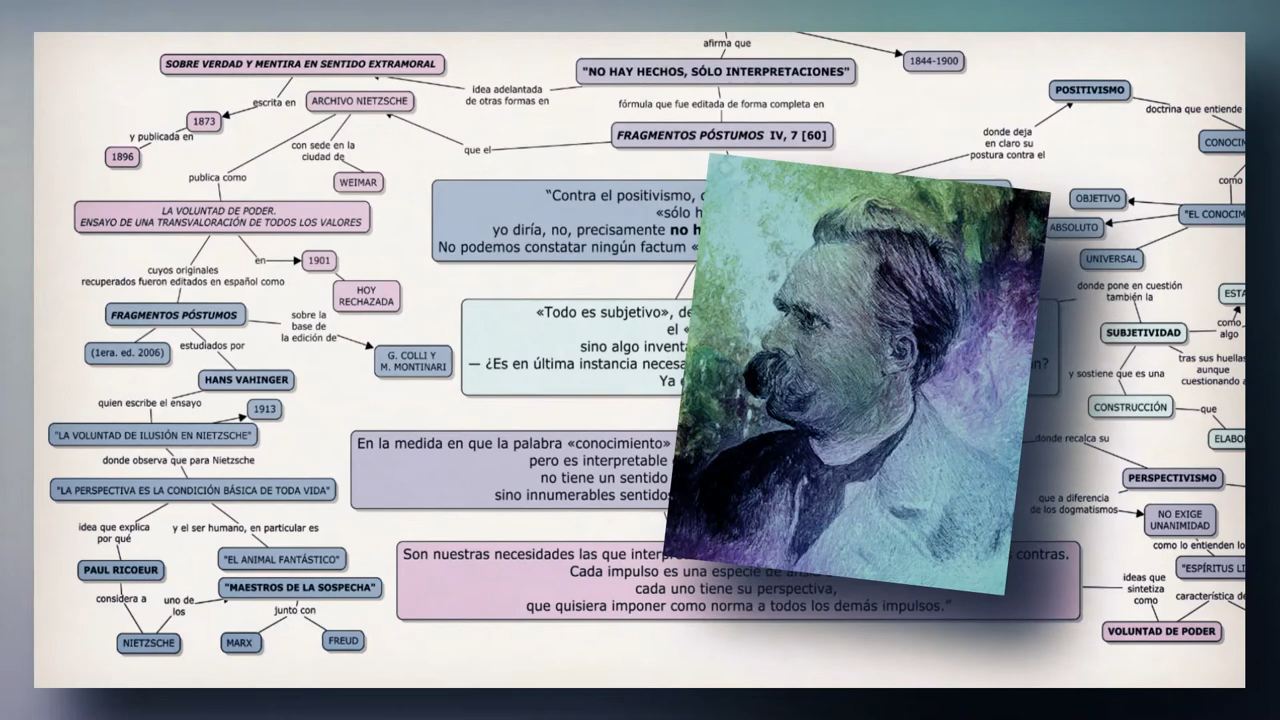 afirma que
1844-1900
SOBRE VERDAD Y MENTIRA EN SENTIDO EXTRAMORAL
"NO HAY HECHOS, SÓLO INTERPRETACIONES"
idea adelantada
de otras formas en
escrita en
ARCHIVO NIETZSCHE
fórmula que fue editada de forma completa en
POSITIVISMO
doctrina que entiende
1873
y publicada en
1896
FRAGMENTOS PÓSTUMOS IV, 7 [60]
que el
con sede en la
ciudad de
donde deja
en claro su
postura contra el
como
publica como
WEIMAR
"Contra el positivismo,
«sólo
yo diría, no, precisamente no
No podemos constatar ningún factum
OBJETIVO
ABSOLUTO
"EL
UNIVERSAL
LA VOLUNTAD DE PODER.
ENSAYO DE UNA TRANSVALORACIÓN DE TODOS LOS VALORES
en
1901
HOY
RECHAZADA
cuyos originales
recuperados fueron editados en español como
donde pone en cuestión
también la
FRAGMENTOS PÓSTUMOS
sobre la
base de
la edición de
G. COLLI Y
M. MONTINARI
«Todo es subjetivo»,
el
sino algo
— ¿Es en última instancia
Ya
SUBJETIVIDAD
como
algo
(1era. ed. 2006)
estudiados por
tras sus huellas
aunque
cuestionando
y sostiene que es una
HANS VAHINGER
quien escribe el ensayo
1913
CONSTRUCCIÓN
que
"LA VOLUNTAD DE ILUSIÓN EN NIETZSCHE"
donde observa que para Nietzsche
"LA PERSPECTIVA ES LA CONDICIÓN BÁSICA DE TODA VIDA"
En la medida en que la palabra «conocimiento»
pero es interpretable
no tiene un sentido
sino innumerables sentidos
donde recalca su
PERSPECTIVISMO
que a diferencia
de los dogmatismos
NO EXIGE
UNANIMIDAD
como lo entienden
"ESPÍRITUS
idea que explica
por qué
y el ser humano, en particular es
PAUL RICOEUR
"EL ANIMAL FANTÁSTICO"
"MAESTROS DE LA SOSPECHA"
considera a
uno de
los
junto con
NIETZSCHE
MARX
FREUD
Son nuestras necesidades las que
contras.
Cada impulso es una especie de
cada uno tiene su perspectiva,
que quisiera imponer como norma a todos los demás impulsos."
ideas que
sintetiza
como
característica
VOLUNTAD DE PODER